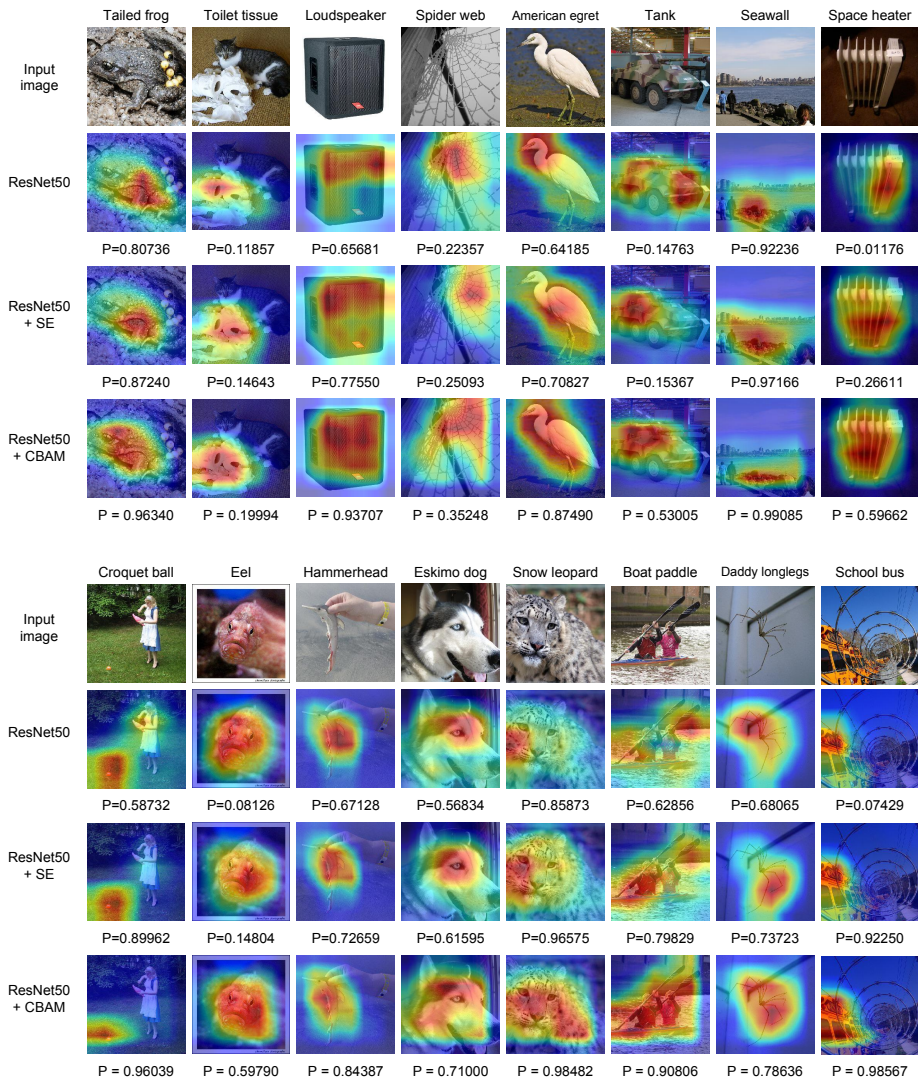 Tailed frog Toilet tissue Loudspeaker Spider web American egret Tank Seawall Space heater
Input
image
ResNet50
P=0.80736 P=0.11857 P=0.65681 P=0.22357 P=0.64185 P=0.14763 P=0.92236 P=0.01176
ResNet50
+ SE
P=0.87240 P=0.14643 P=0.77550 P=0.25093 P=0.70827 P=0.15367 P=0.97166 P=0.26611
ResNet50
+ CBAM
P = 0.96340 P = 0.19994 P = 0.93707 P = 0.35248 P = 0.87490 P = 0.53005 P = 0.99085 P = 0.59662
Croquet ball Eel Hammerhead Eskimo dog Snow leopard Boat paddle Daddy longlegs School bus
Input
image
ResNet50
P=0.58732 P=0.08126 P=0.67128 P=0.56834 P=0.85873 P=0.62856 P=0.68065 P=0.07429
ResNet50
+ SE
P=0.89962 P=0.14804 P=0.72659 P=0.61595 P=0.96575 P=0.79829 P=0.73723 P=0.92250
ResNet50
+ CBAM
P = 0.96039 P = 0.59790 P = 0.84387 P = 0.71000 P = 0.98482 P = 0.90806 P = 0.78636 P = 0.98567